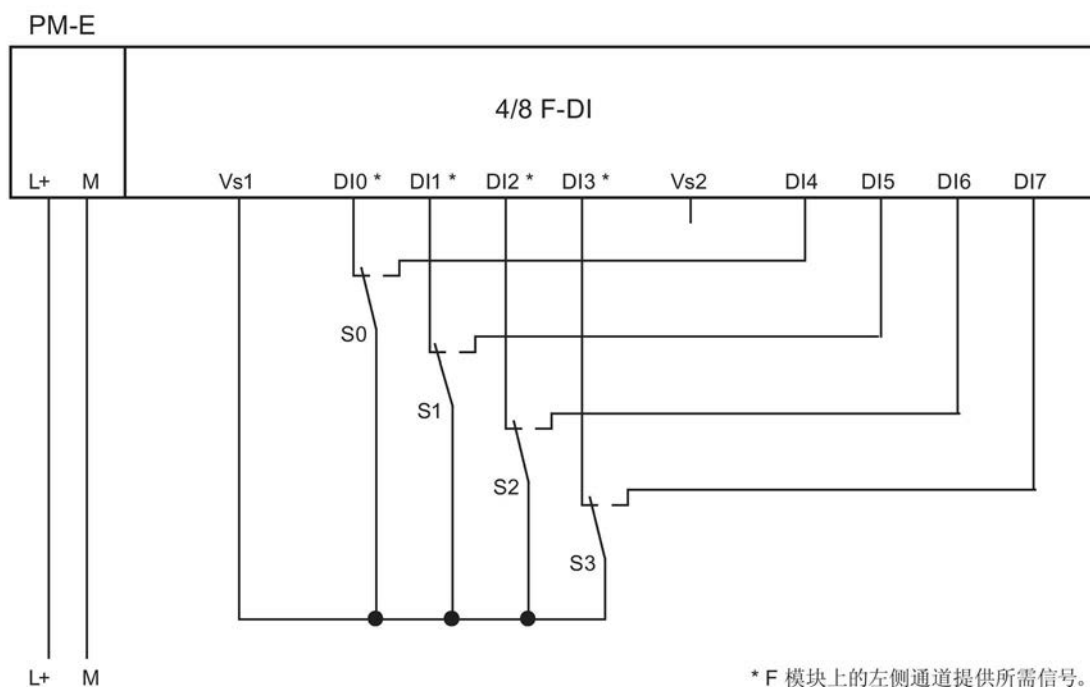 PM-E
4/8 F-DI
L+ M Vs1 DI0 * DI1 * DI2 * DI3 * Vs2 DI4 DI5 DI6 DI7
S0
S1
S2
S3
L+ M
* F 模块上的左侧通道提供所需信号。